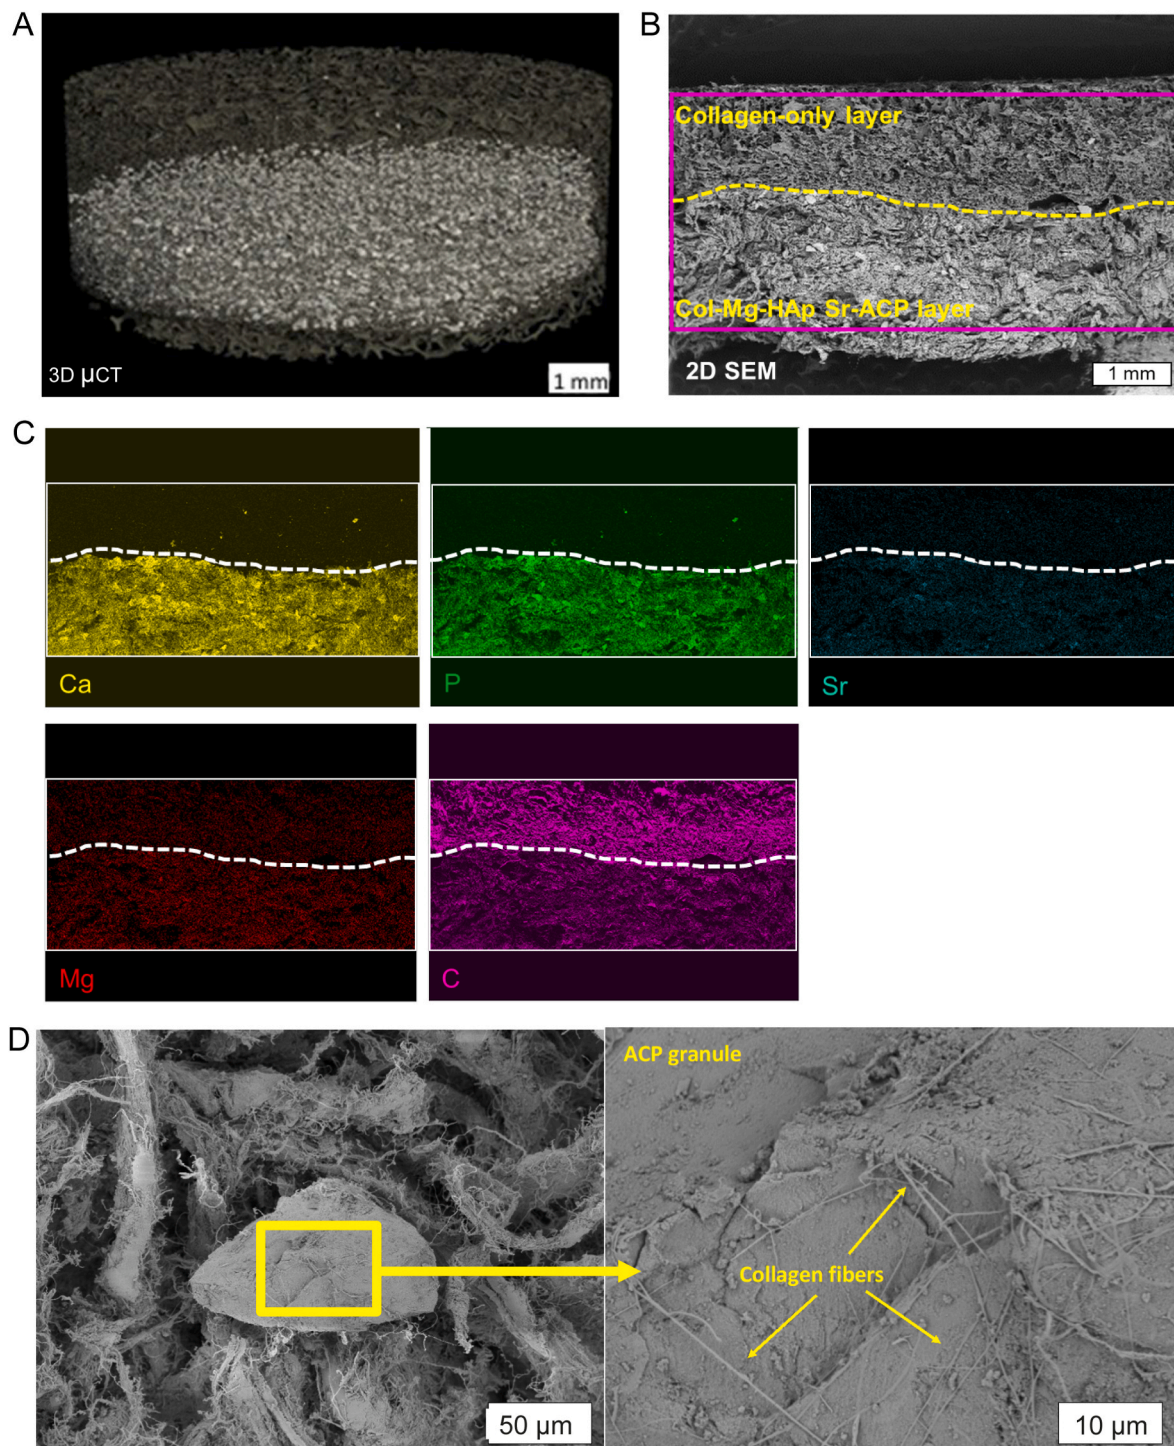 A
3D µCT
1 mm
B
Collagen-only layer
Col-Mg-HAp Sr-ACP layer
2D SEM
1 mm
C
Ca
P
Sr
Mg
C
D
50 µm
ACP granule
Collagen fibers
10 µm